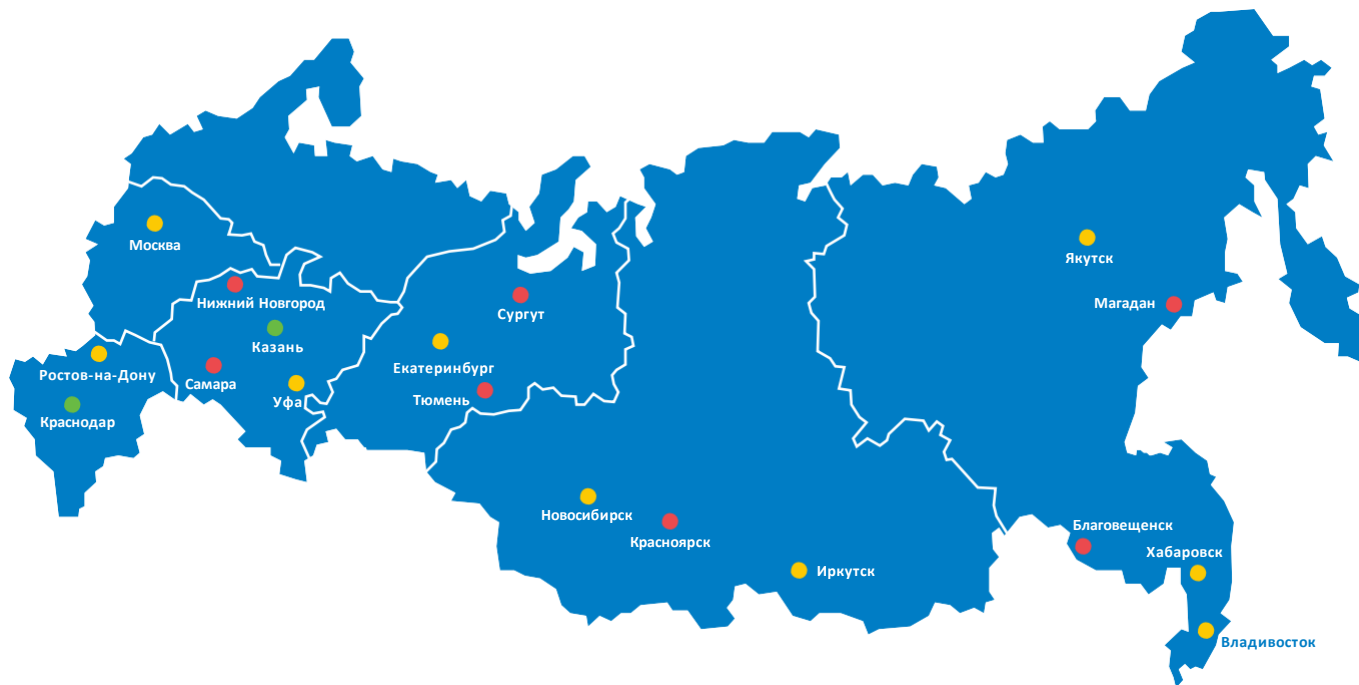 Москва
Якутск
Нижний Новгород
Магадан
Сургут
Казань
Екатеринбург
Ростов-на-Дону
Самара
Уфа
Тюмень
Краснодар
Новосибирск
Благовещенск
Красноярск
Хабаровск
Иркутск
Владивосток